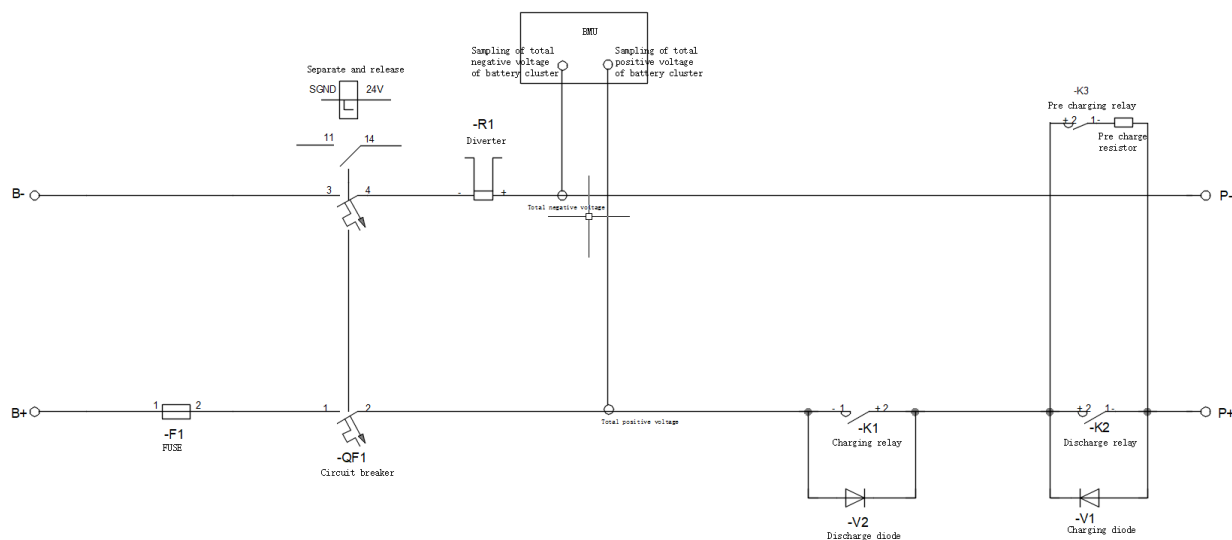 BMU
Sampling of total
negative voltage
of battery cluster
Sampling of total
positive voltage
of battery cluster
Separate and release
SGND 24V
-K3
Pre charging relay
+ 2 1 -
Pre charge
resistor
-R1
Diverter
11 14
B- 3 4 - + P-
Total negative voltage
B+ 1 2 1 2 - 1 + 2 + 2 1 - P+
Total positive voltage
-F1
FUSE
-QF1
Circuit breaker
-K1
Charging relay
-K2
Discharge relay
-V2
Discharge diode
-V1
Charging diode